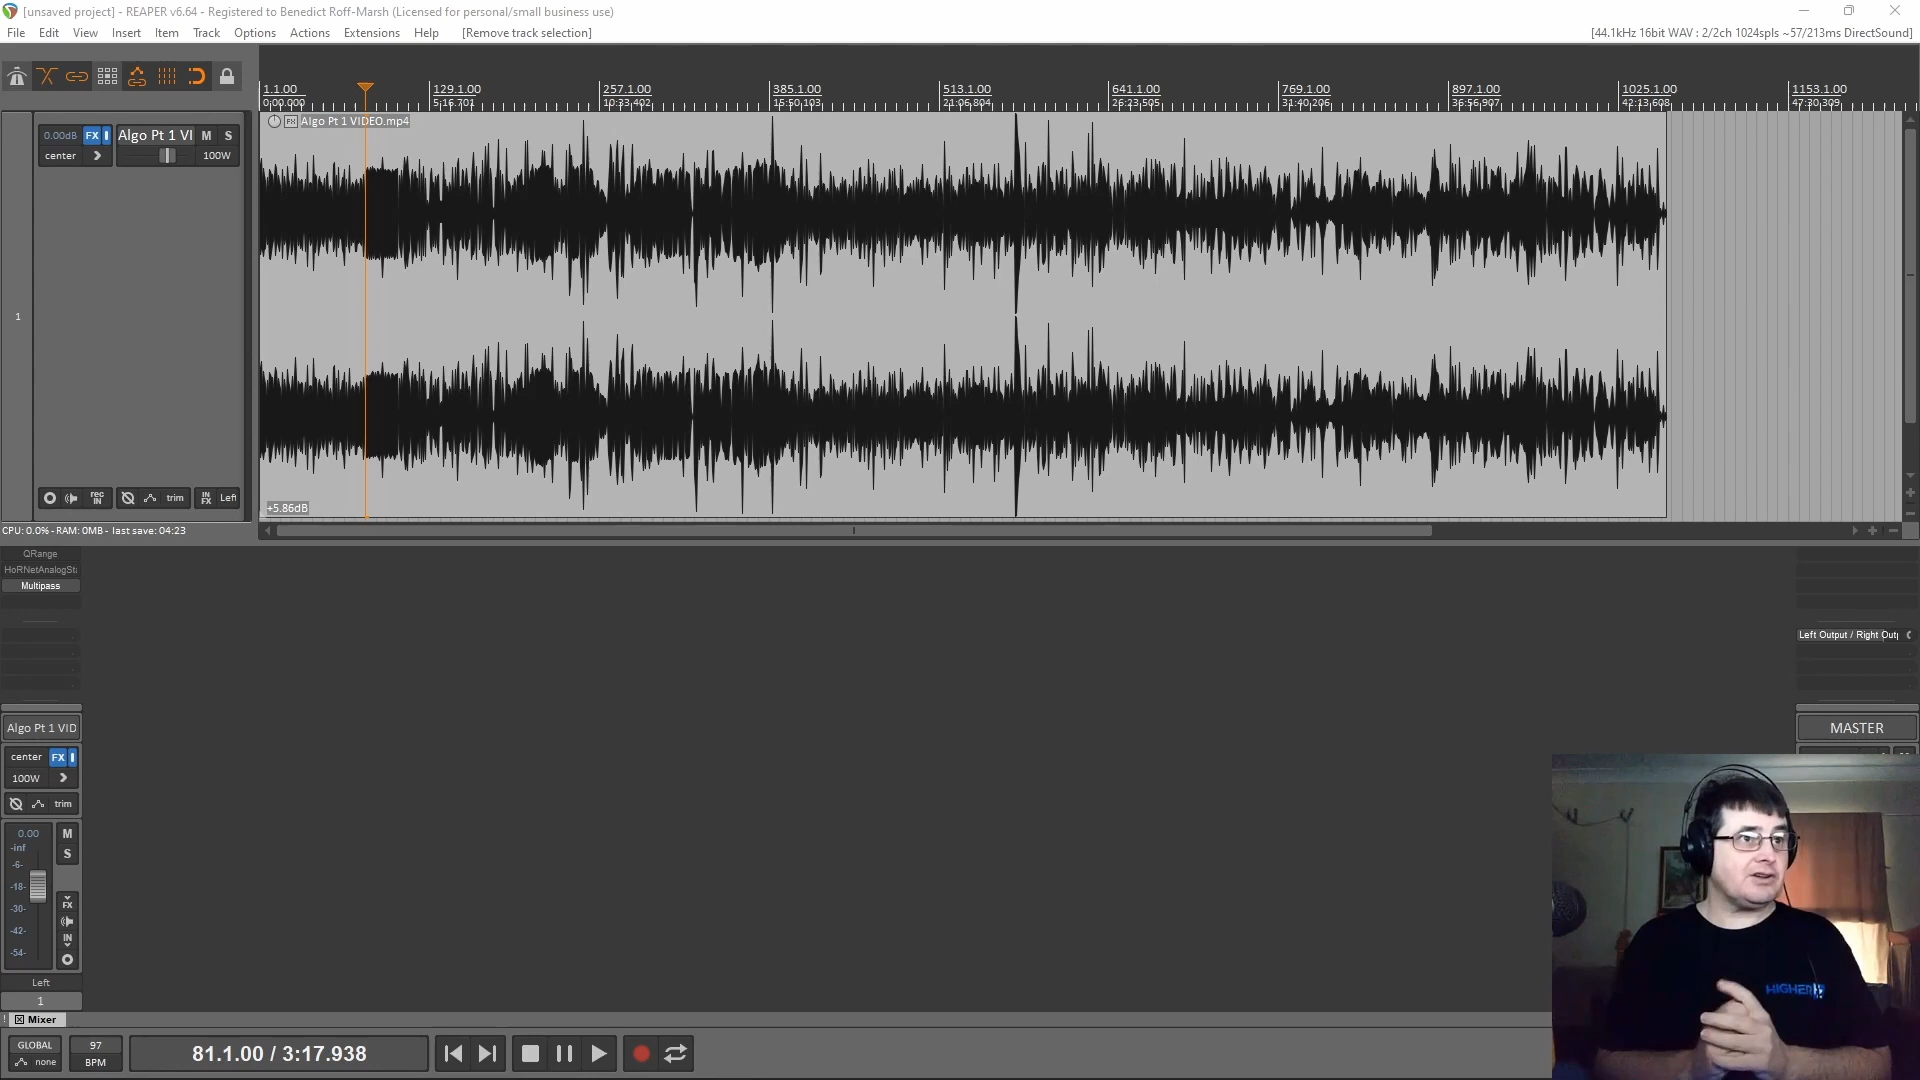 [unsaved project] - REAPER v6.64 - Registered to Benedict Roff-Marsh (Licensed for personal/small business use)
File Edit View Insert Item Track Options Actions Extensions Help [Remove track selection]
[44.1kHz 16bit WAV : 2/2ch 1024spls ~57/213ms DirectSound]
1.1.00 129.1.00 257.1.00 385.1.00 513.1.00 641.1.00 769.1.00 897.1.00 1025.1.00 1153.1.00
0:00.000 5:16.701 10:33.402 15:50.103 21:06.804 26:23.505 31:40.206 36:56.907 42:13.608 47:30.309
FX Algo Pt 1 VIDEO.mp4
0.00dB FX Algo Pt 1 VI M S
center 100W
1
+5.86dB
rec IN trim IN FX Left
CPU: 0.0% - RAM: 0MB - last save: 04:23
QRange
HoRNetAnalogSt
Multipass
Left Output / Right Out
Algo Pt 1 VID
MASTER
center FX
100W
trim
0.00 M
-inf S
-6-
-18-
-30- FX
-42- IN
-54-
Left
1
Mixer
GLOBAL 97
none BPM
81.1.00 / 3:17.938
HIGHER